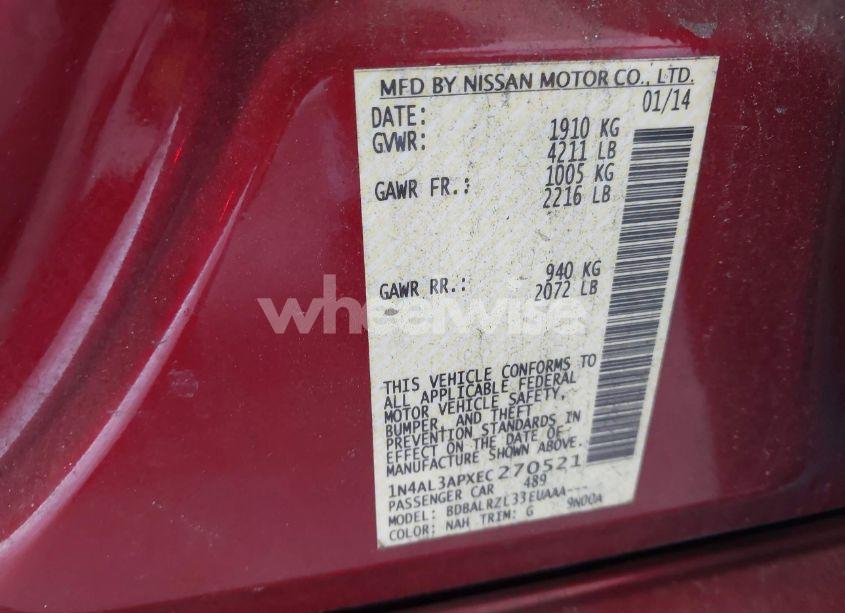 MFD BY NISSAN MOTOR CO., LTD.
DATE: 01/14
GVWR: 1910 KG
4211 LB
GAWR FR.: 1005 KG
2216 LB
GAWR RR.: 940 KG
2072 LB
wheelwise
THIS VEHICLE CONFORMS TO
ALL APPLICABLE FEDERAL
MOTOR VEHICLE SAFETY,
BUMPER, AND THEFT
PREVENTION STANDARDS IN
EFFECT ON THE DATE OF
MANUFACTURE SHOWN ABOVE.
1N4AL3APXEC270521
PASSENGER CAR 489
MODEL: BDBALRZL33EUAAA---
COLOR: NAH TRIM: G 9N00A